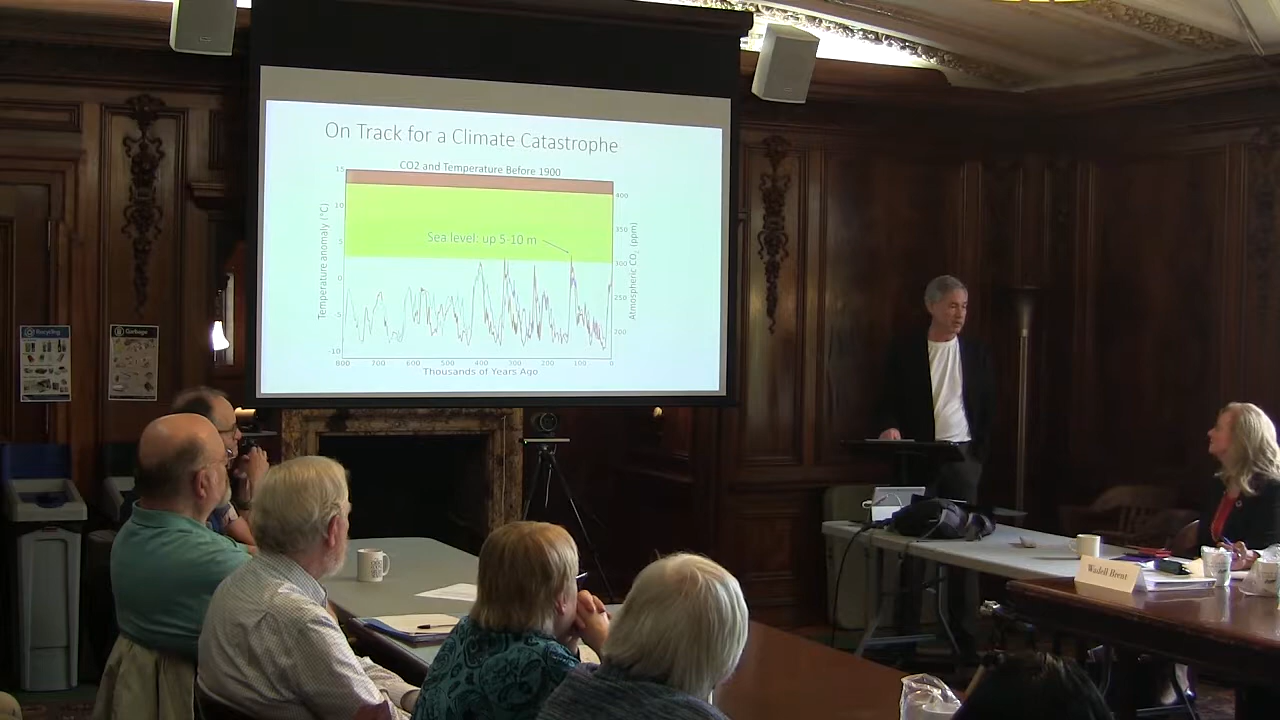 On Track for a Climate Catastrophe
CO2 and Temperature Before 1900
15
10
5
0
-5
-10
Temperature anomaly (°C)
Sea level: up 5-10 m
400
350
300
250
200
Atmospheric CO2 (ppm)
800 700 600 500 400 300 200 100 0
Thousands of Years Ago
Recycling
Garbage
Wadell Brent